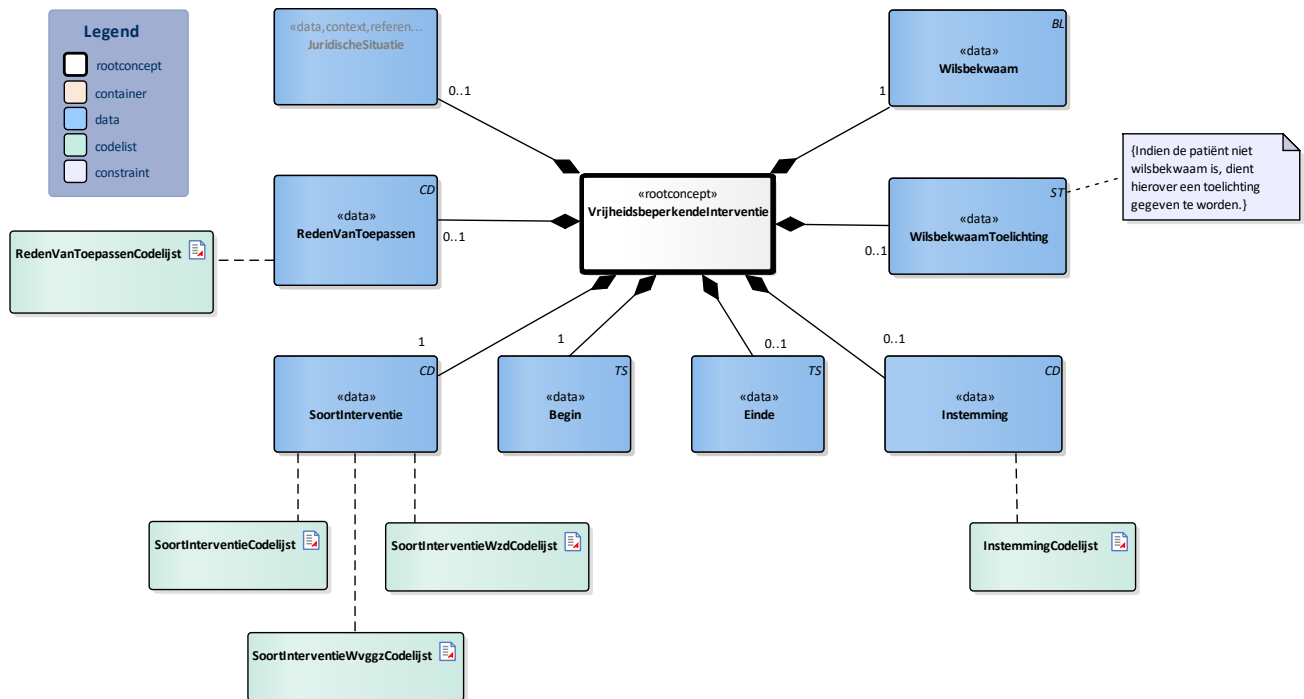 Legend
rootconcept
container
data
codelist
constraint
«data,context,referen...
JuridischeSituatie
0..1
BL
«data»
Wilsbekwaam
1
{Indien de patiënt niet
wilsbekwaam is, dient
hierover een toelichting
gegeven te worden.}
CD
«data»
RedenVanToepassen
0..1
«rootconcept»
VrijheidsbeperkendeInterventie
ST
«data»
WilsbekwaamToelichting
0..1
RedenVanToepassenCodelijst
1
CD
«data»
SoortInterventie
1
TS
«data»
Begin
0..1
TS
«data»
Einde
0..1
CD
«data»
Instemming
SoortInterventieCodelijst
SoortInterventieWzdCodelijst
InstemmingCodelijst
SoortInterventieWvggzCodelijst